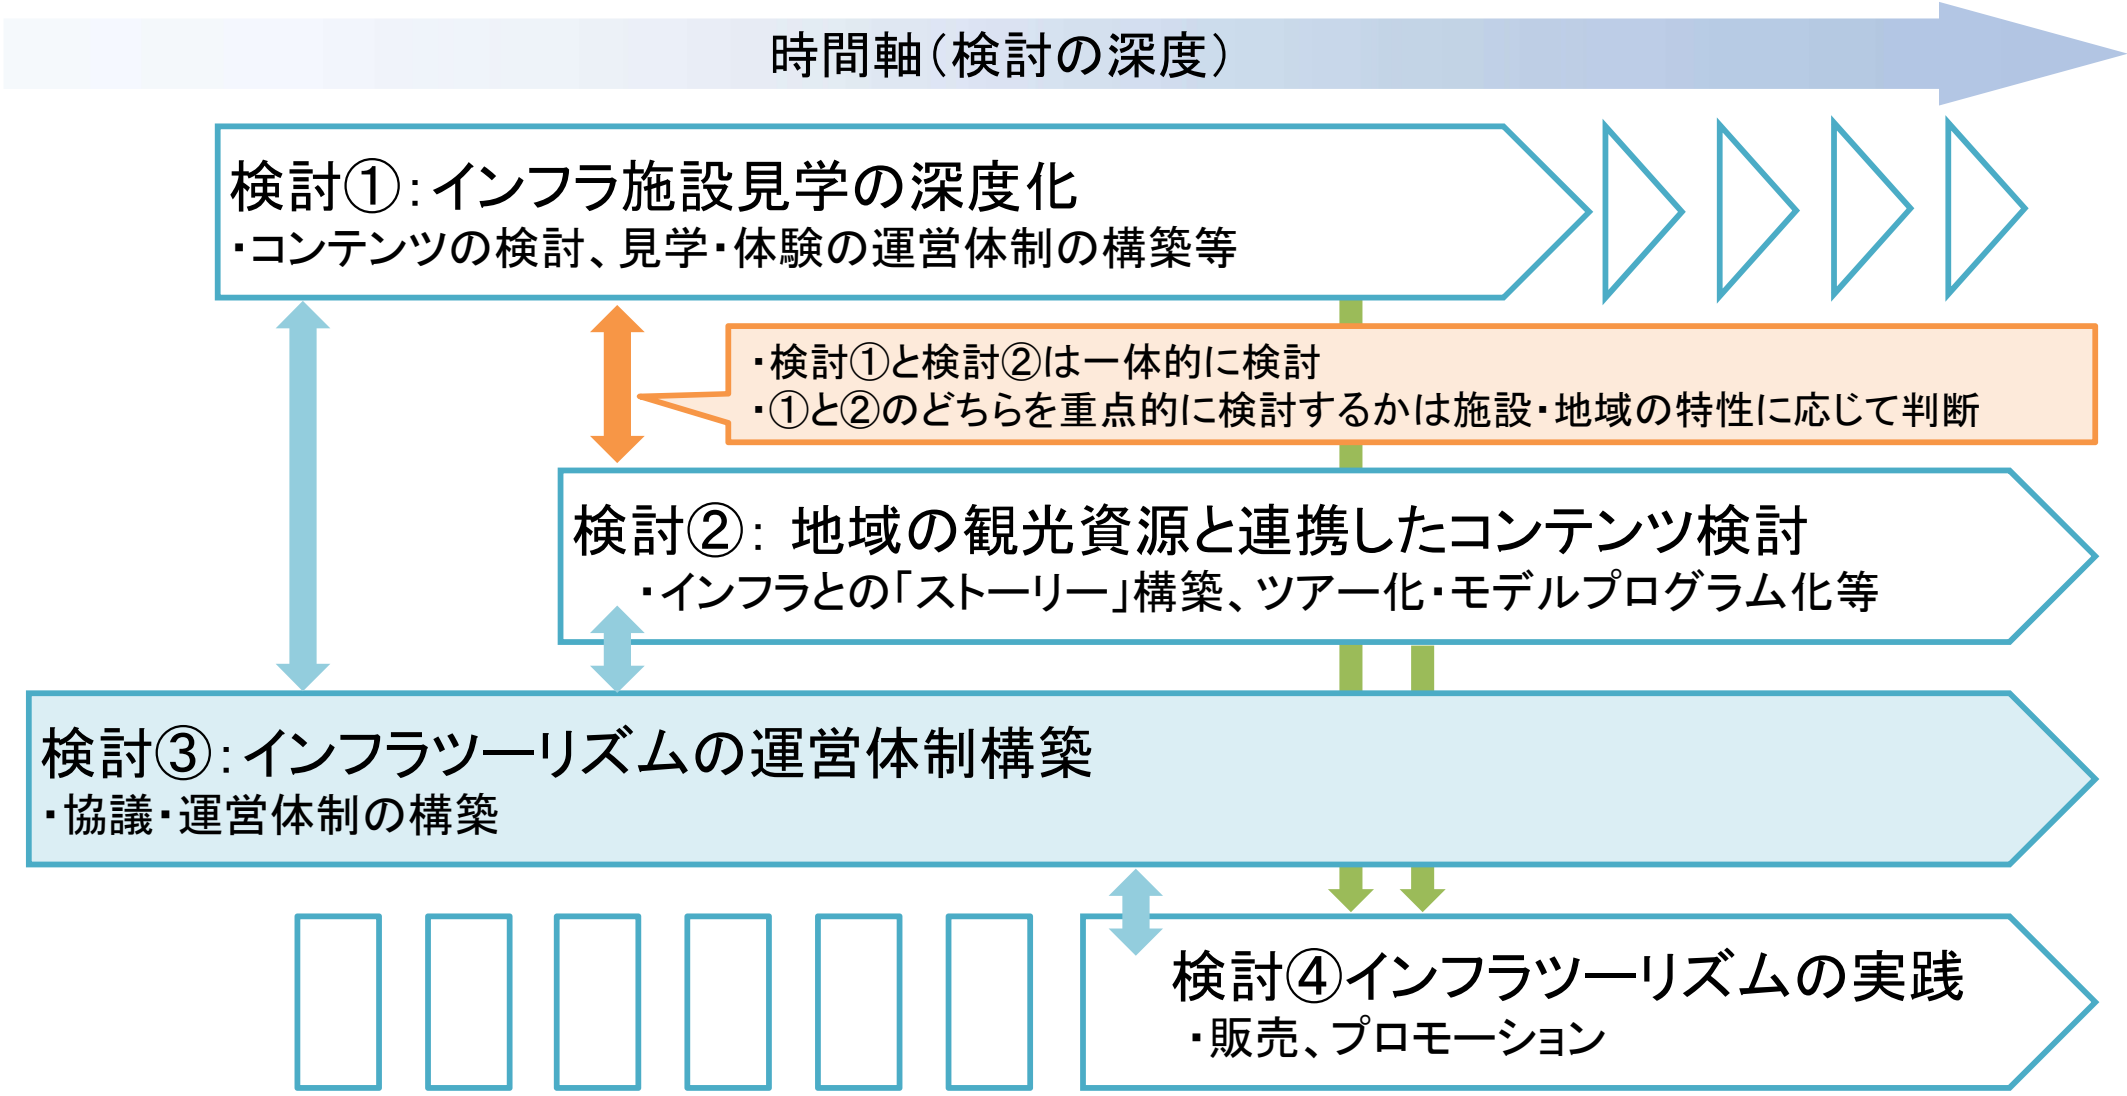 時間軸（検討の深度）
検討①：インフラ施設見学の深度化
・コンテンツの検討、見学・体験の運営体制の構築等
・検討①と検討②は一体的に検討
・①と②のどちらを重点的に検討するかは施設・地域の特性に応じて判断
検討②： 地域の観光資源と連携したコンテンツ検討
・インフラとの「ストーリー」構築、ツアー化・モデルプログラム化等
検討③：インフラツーリズムの運営体制構築
・協議・運営体制の構築
検討④インフラツーリズムの実践
・販売、プロモーション